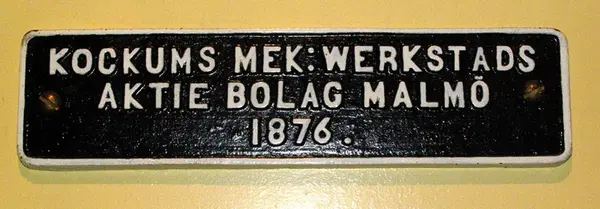 KOCKUMS MEK:WERKSTADS
AKTIE BOLAG MALMÖ
1876.